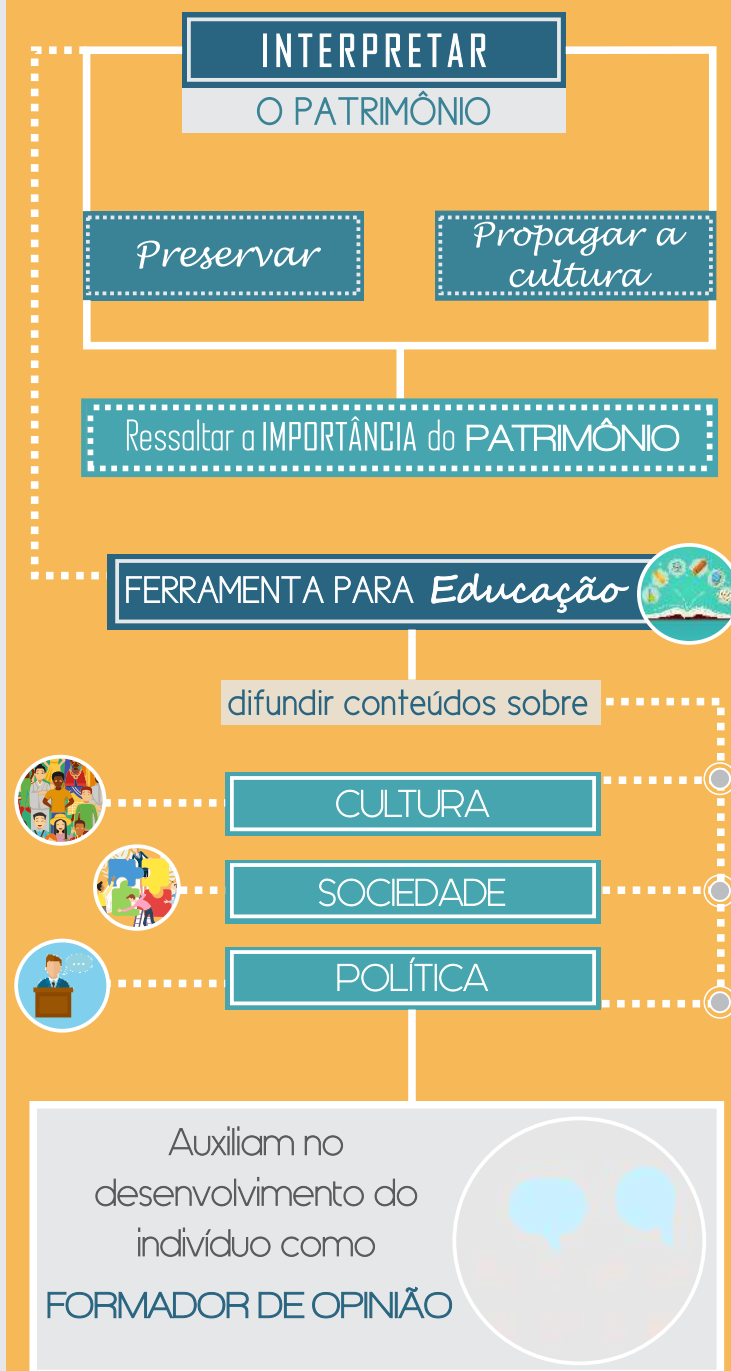 INTERPRETAR
O PATRIMÔNIO
Preservar
Propagar a
cultura
Ressaltar a IMPORTÂNCIA do PATRIMÔNIO
FERRAMENTA PARA Educação
difundir conteúdos sobre
CULTURA
SOCIEDADE
POLÍTICA
Auxiliam no
desenvolvimento do
indivíduo como
FORMADOR DE OPINIÃO